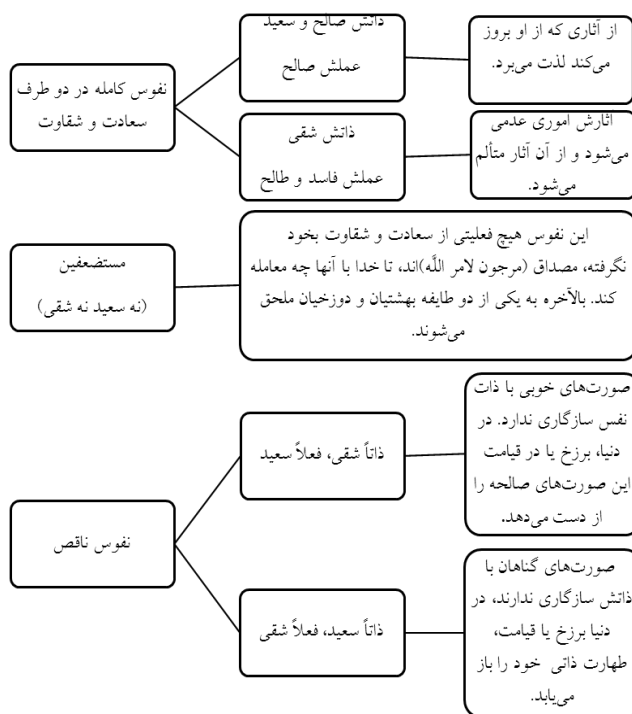 نفوس کامله در دو طرف
سعادت و شقاوت
ذاتش صالح و سعید
عملش صالح
از آثاری که از او بروز
می‌کند لذت می‌برد.
ذاتش شقی
عملش فاسد و طالح
اثارش اموری عدمی
می‌شود و از آن آثار متألم
می‌شود.
مستضعفین
(نه سعید نه شقی)
این نفوس هیچ فعلیتی از سعادت و شقاوت بخود
نگرفته، مصداق (مرجون لامر اللَّه)اند، تا خدا با آنها چه معامله
کند. بالآخره به یکی از دو طایفه بهشتیان و دوزخیان ملحق
می‌شوند.
نفوس ناقص
ذاتاً شقی، فعلاً سعید
صورت‌های خوبی با ذات
نفس سازگاری ندارد. در
دنیا، برزخ یا در قیامت
این صورت‌های صالحه را
از دست می‌دهد.
ذاتاً سعید، فعلاً شقی
صورت‌های گناهان با
ذاتش سازگاری ندارند، در
دنیا برزخ یا قیامت،
طهارت ذاتی خود را باز
می‌یابد.